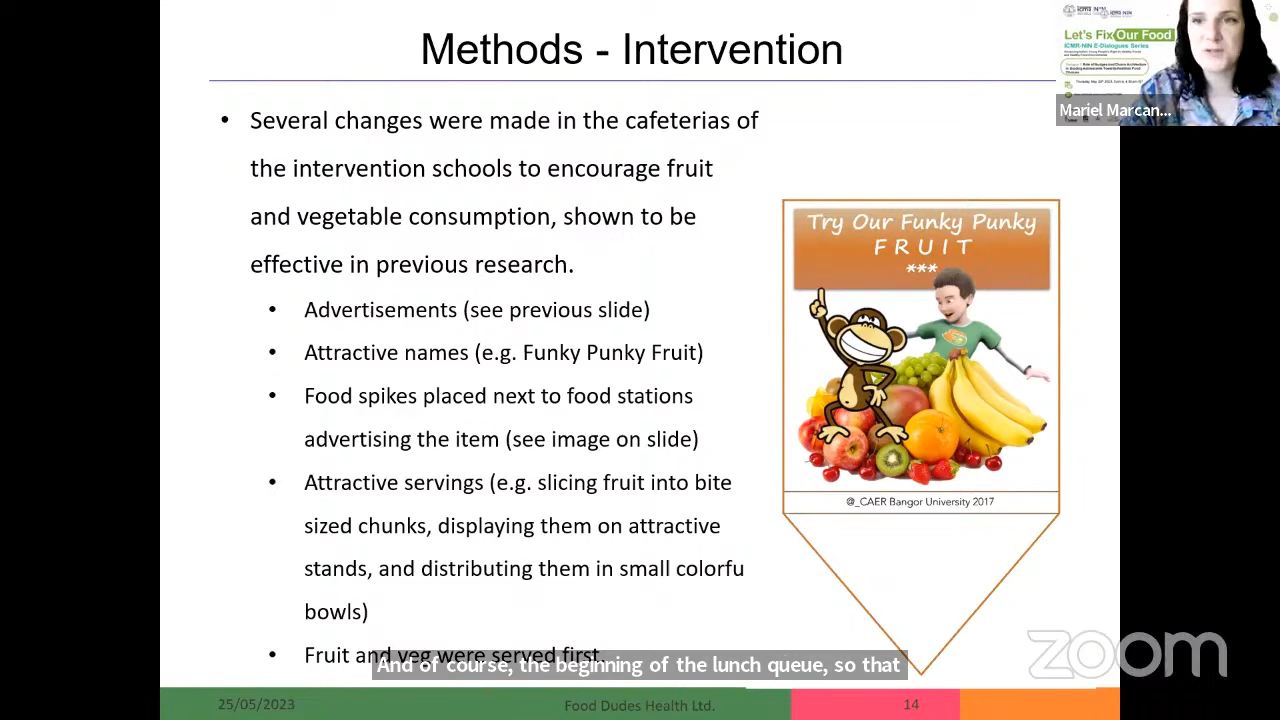 Methods - Intervention
Let's Fix Our Food
ICMR-NIN E-Dialogues Series
Mariel Marcan...
• Several changes were made in the cafeterias of
the intervention schools to encourage fruit
and vegetable consumption, shown to be
effective in previous research.
• Advertisements (see previous slide)
• Attractive names (e.g. Funky Punky Fruit)
• Food spikes placed next to food stations
advertising the item (see image on slide)
• Attractive servings (e.g. slicing fruit into bite
sized chunks, displaying them on attractive
stands, and distributing them in small colorfu
bowls)
• Fruit and veg were served first
And of course, the beginning of the lunch queue, so that
Try Our Funky Punky
FRUIT
***
@_CAER Bangor University 2017
zoom
25/05/2023
Food Dudes Health Ltd.
14